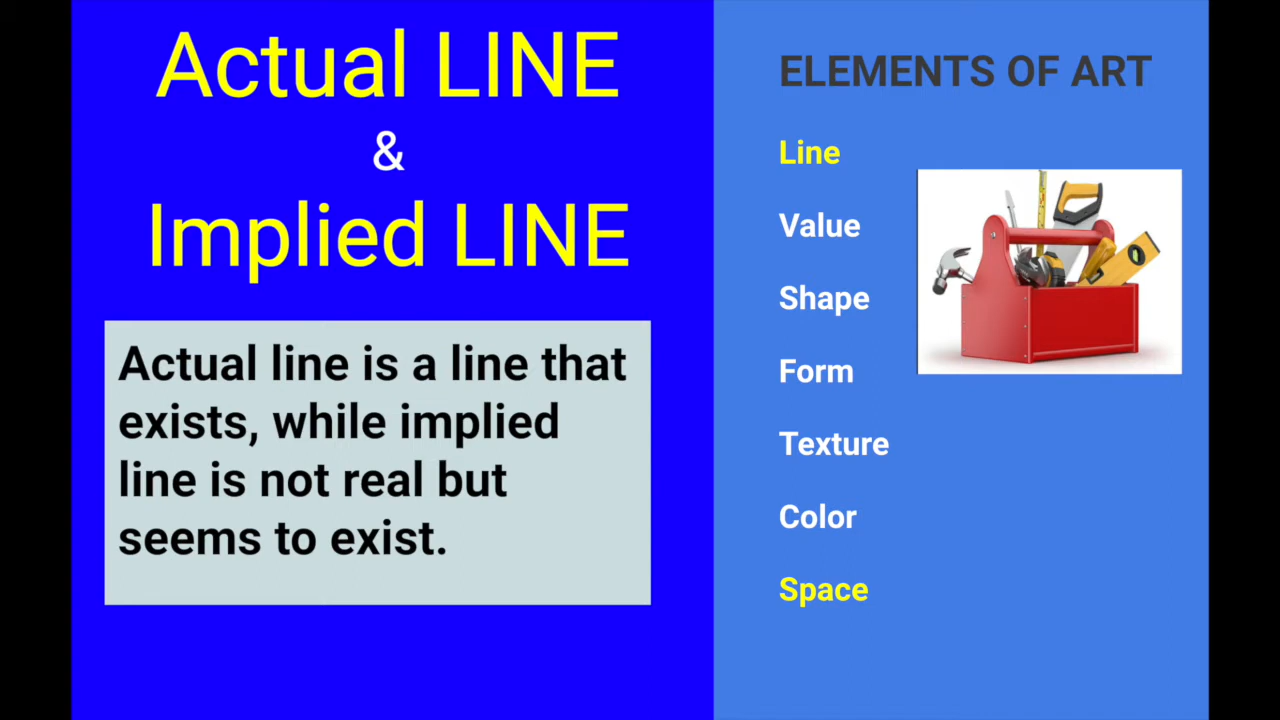 Actual LINE
&
Implied LINE
Actual line is a line that
exists, while implied
line is not real but
seems to exist.
ELEMENTS OF ART
Line
Value
Shape
Form
Texture
Color
Space